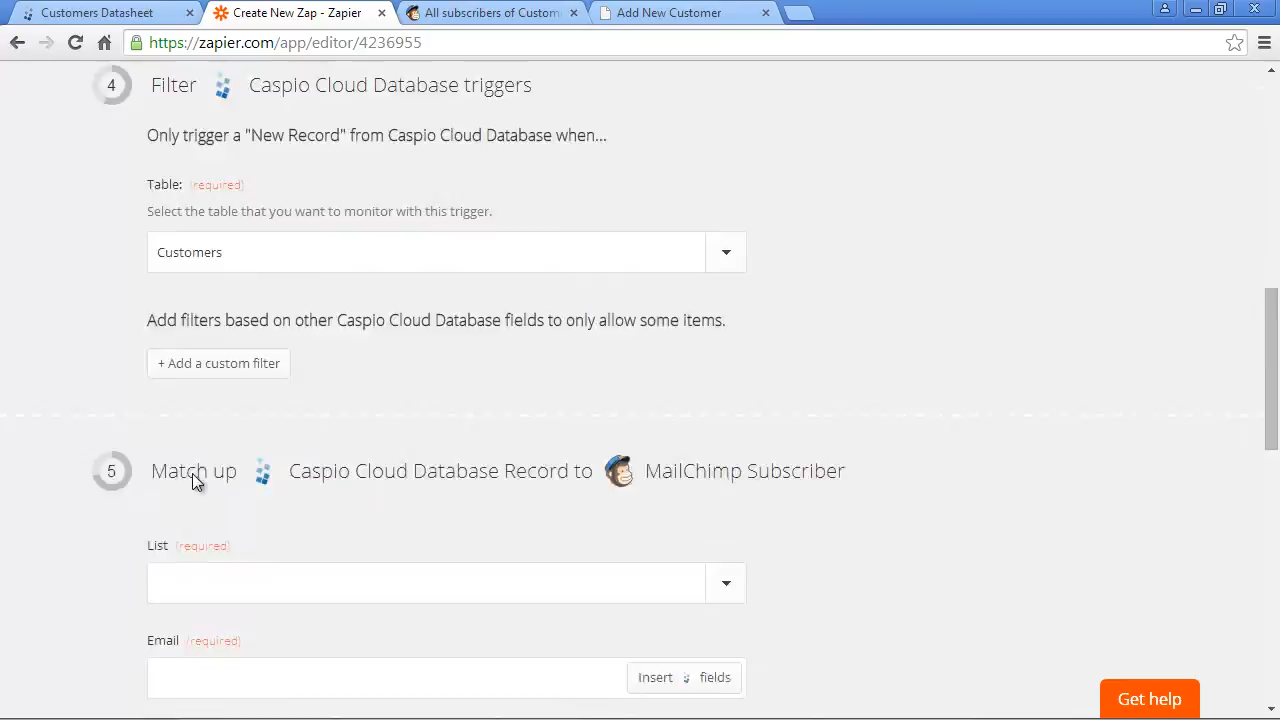 Customers Datasheet
Create New Zap - Zapier
All subscribers of Custom
Add New Customer
https://zapier.com/app/editor/4236955
4 Filter Caspio Cloud Database triggers
Only trigger a "New Record" from Caspio Cloud Database when...
Table: (required)
Select the table that you want to monitor with this trigger.
Customers
Add filters based on other Caspio Cloud Database fields to only allow some items.
+ Add a custom filter
5 Match up Caspio Cloud Database Record to MailChimp Subscriber
List (required)
Email (required)
Insert fields
Get help